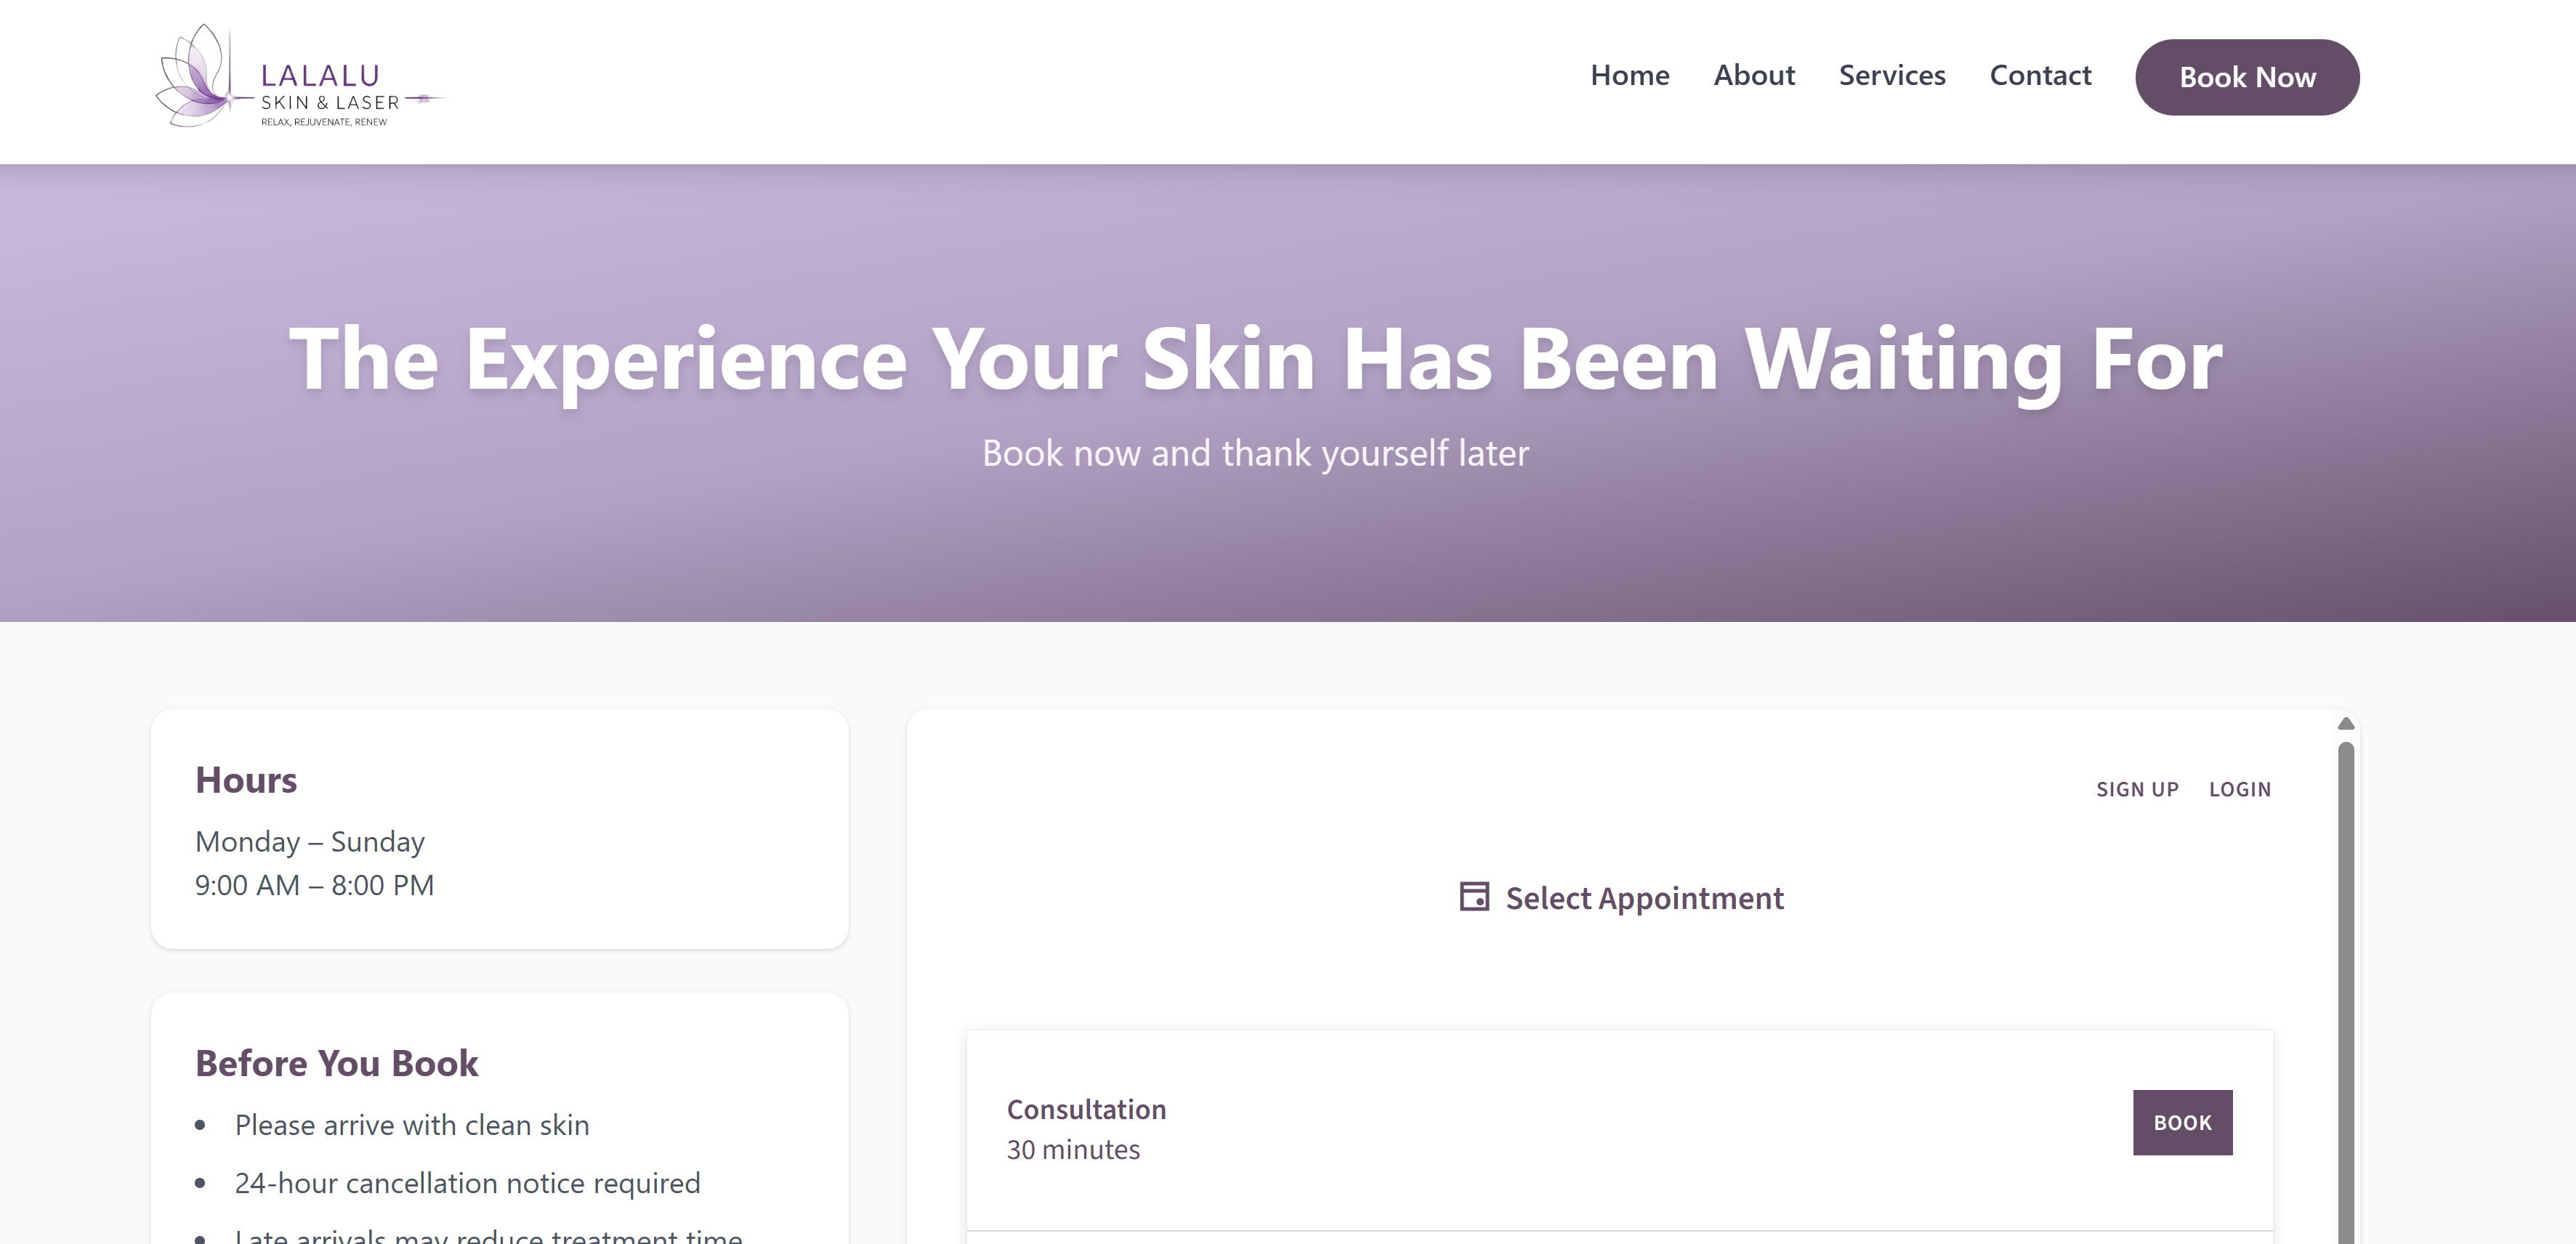 LALALU
SKIN & LASER
RELAX, REJUVENATE, RENEW
Home
About
Services
Contact
Book Now
The Experience Your Skin Has Been Waiting For
Book now and thank yourself later
Hours
Monday – Sunday
9:00 AM – 8:00 PM
Before You Book
• Please arrive with clean skin
• 24-hour cancellation notice required
• Late arrivals may reduce treatment time
SIGN UP
LOGIN
Select Appointment
Consultation
30 minutes
BOOK